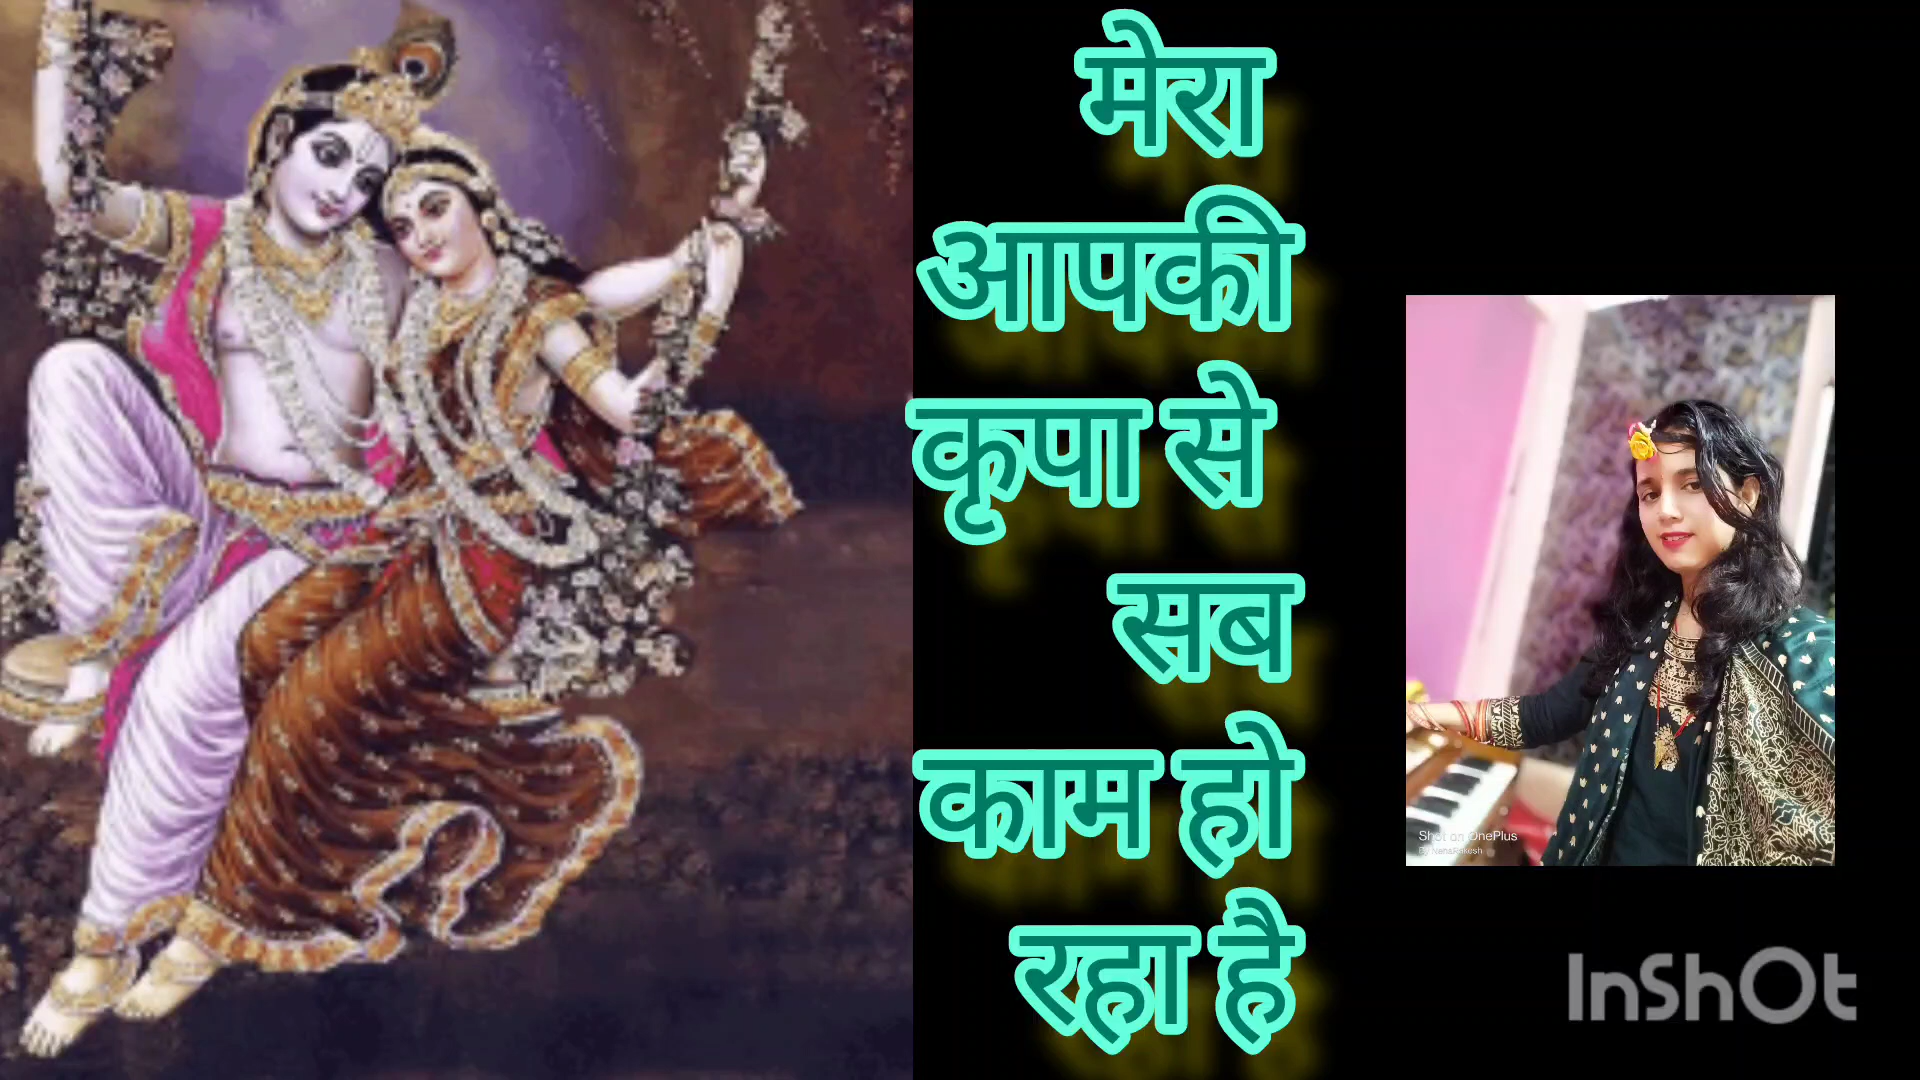 मेरा
आपकी
कृपा से
सब
काम हो
रहा है
Shot on OnePlus
InShOt